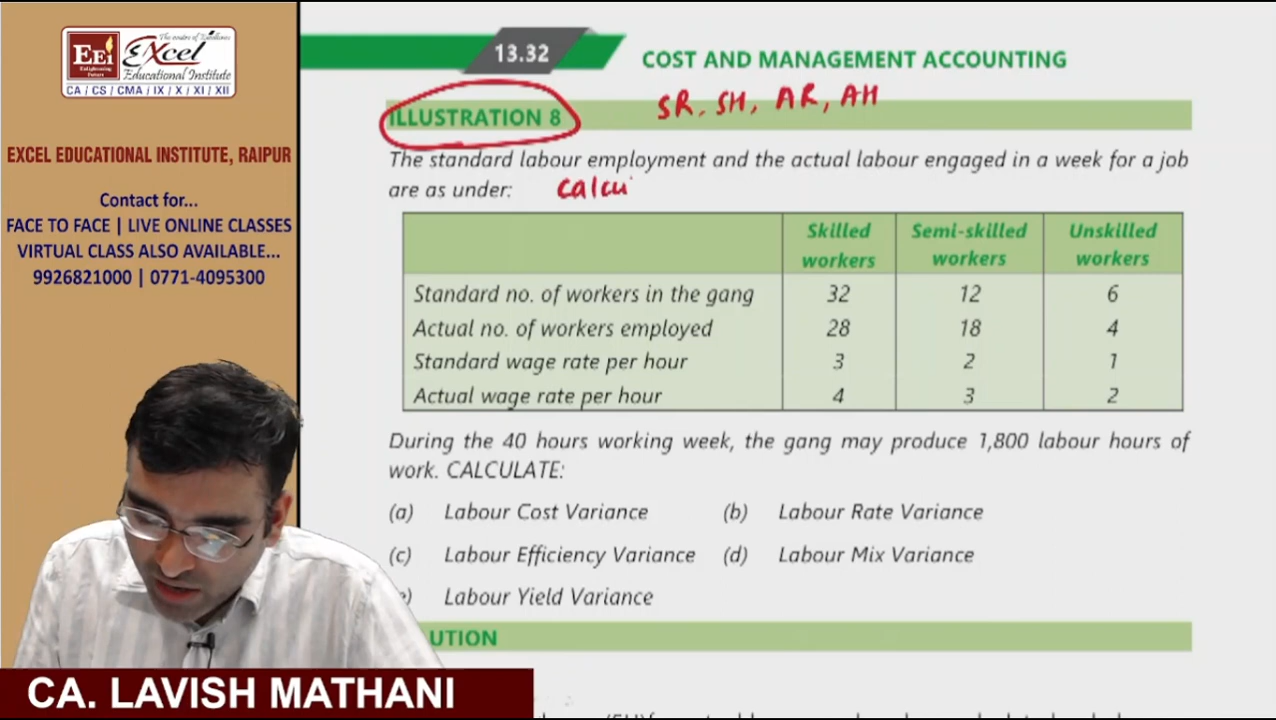 The centre of Excellence
EEi
Enlightening Future
Excel
Educational Institute
CA / CS / CMA / IX / X / XI / XII
EXCEL EDUCATIONAL INSTITUTE, RAIPUR
Contact for...
FACE TO FACE | LIVE ONLINE CLASSES
VIRTUAL CLASS ALSO AVAILABLE...
9926821000 | 0771-4095300
CA. LAVISH MATHANI
13.32
COST AND MANAGEMENT ACCOUNTING
ILLUSTRATION 8
SR, SH, AR, AH
The standard labour employment and the actual labour engaged in a week for a job
are as under:
calcu
Skilled workers Semi-skilled workers Unskilled workers
Standard no. of workers in the gang 32 12 6
Actual no. of workers employed 28 18 4
Standard wage rate per hour 3 2 1
Actual wage rate per hour 4 3 2
During the 40 hours working week, the gang may produce 1,800 labour hours of
work. CALCULATE:
(a) Labour Cost Variance (b) Labour Rate Variance
(c) Labour Efficiency Variance (d) Labour Mix Variance
Labour Yield Variance
UTION